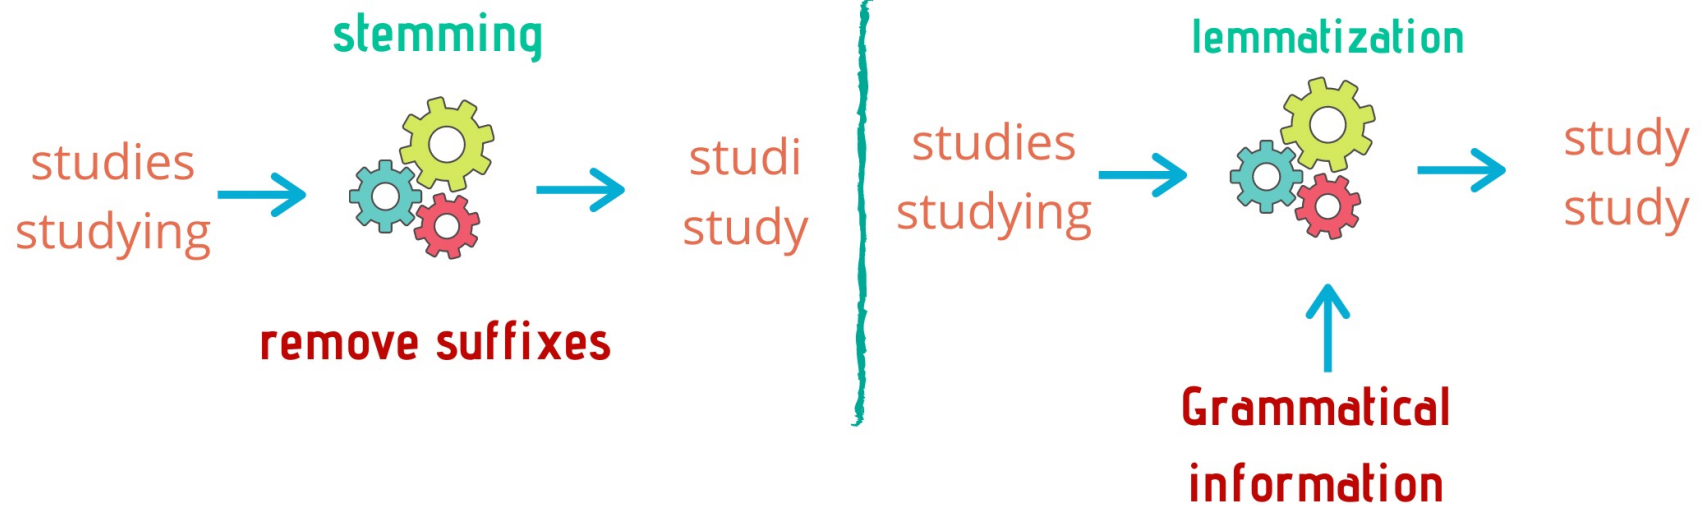 stemming
studies
studying
studi
study
remove suffixes
lemmatization
studies
studying
study
study
Grammatical
information